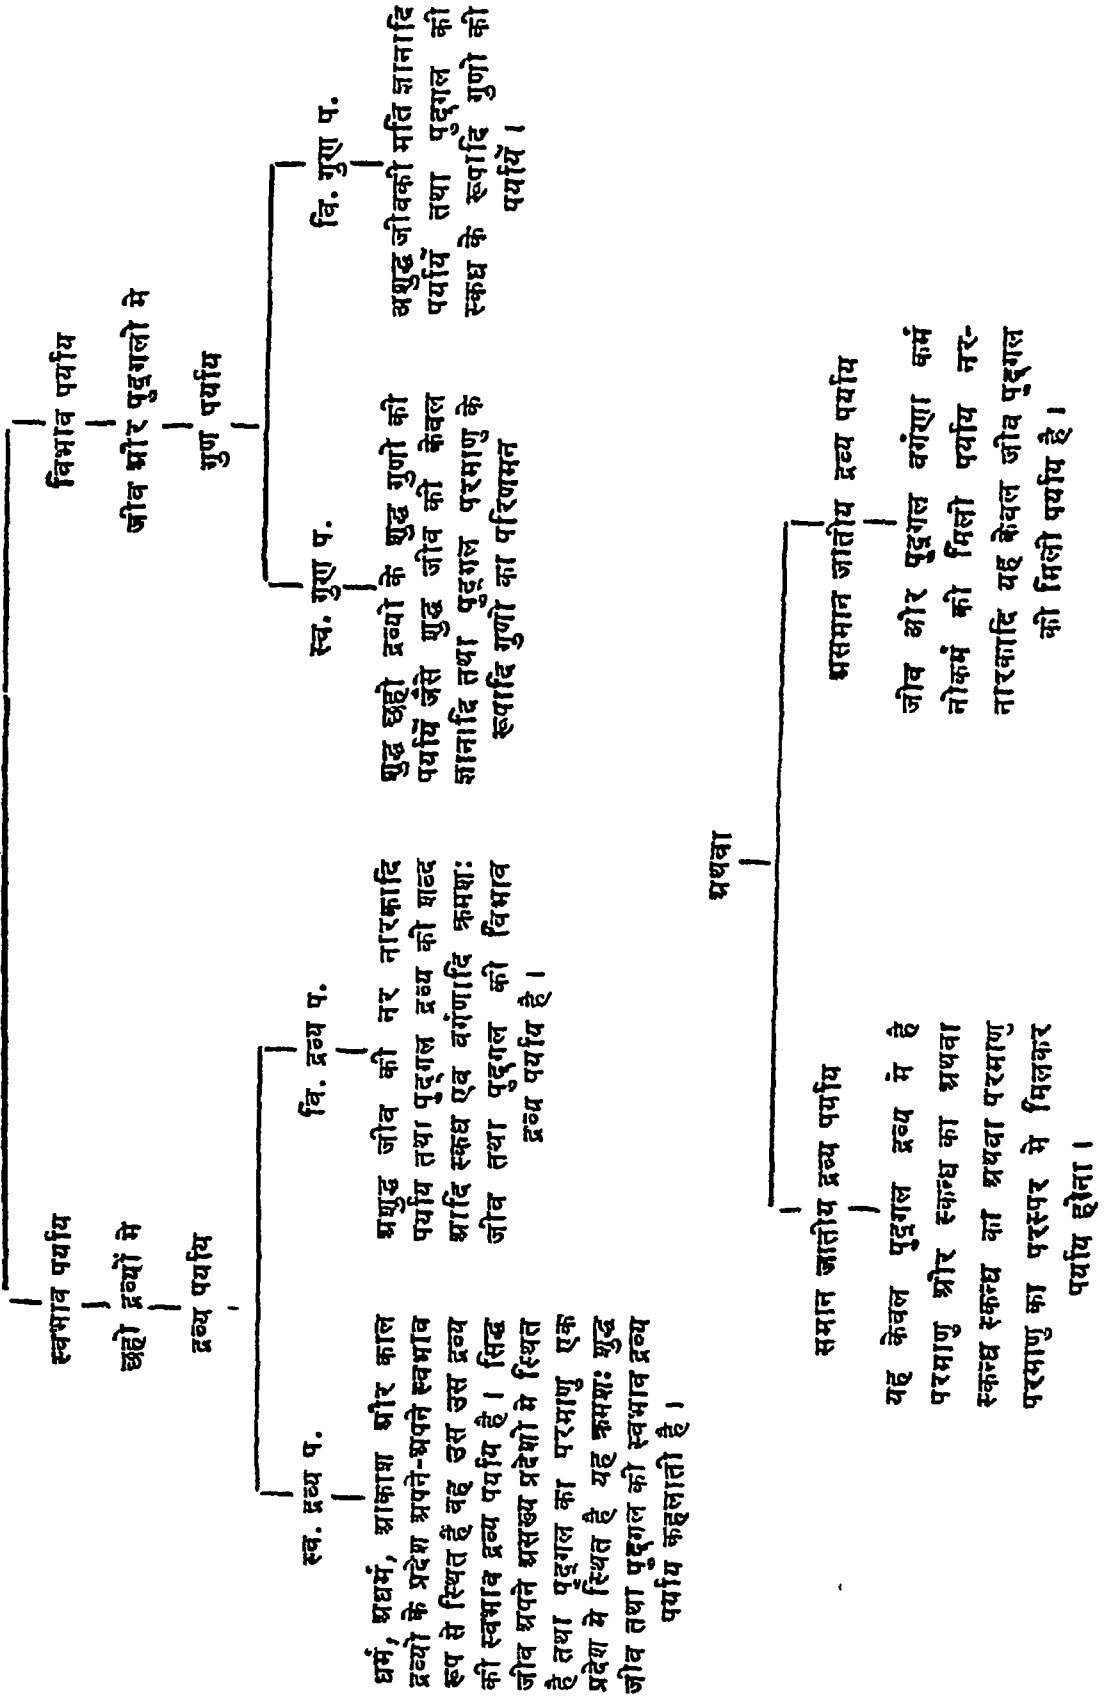 स्वभाव पर्याय
छहो द्रव्यों मे
द्रव्य पर्याय
विभाव पर्याय
जीव और पुद्गलो मे
गुण पर्याय
स्व. द्रव्य प.
धर्म, अधर्म, आकाश और काल
द्रव्यो के प्रदेश अपने-अपने स्वभाव
रूप से स्थित है वह उस उस द्रव्य
की स्वभाव द्रव्य पर्याय है । सिद्ध
जीव अपने असख्य प्रदेशो मे स्थित
है तथा पुद्गल का परमाणु एक
प्रदेश मे स्थित है यह क्रमशः शुद्ध
जीव तथा पुद्गल की स्वभाव द्रव्य
पर्याय कहलाती है ।
वि. द्रव्य प.
अशुद्ध जीव की नर नारकादि
पर्याय तथा पुद्गल द्रव्य की शब्द
आदि स्कध एव वर्गणादि क्रमशः
जीव तथा पुद्गल की विभाव
द्रव्य पर्याय है ।
स्व. गुण प.
शुद्ध छहो द्रव्यो के शुद्ध गुणो की
पर्यायें जैसे शुद्ध जीव की केवल
ज्ञानादि तथा पुद्गल परमाणु के
रूपादि गुणो का परिणमन
वि. गुण प.
अशुद्ध जीवकी मति ज्ञानादि
पर्यायें तथा पुद्गल की
स्कध के रूपादि गुणो की
पर्यायें ।
अथवा
समान जातीय द्रव्य पर्याय
यह केवल पुद्गल द्रव्य मे है
परमाणु और स्कन्ध का अथवा
स्कन्ध स्कन्ध का अथवा परमाणु
परमाणु का परस्पर मे मिलकर
पर्याय होना ।
असमान जातीय द्रव्य पर्याय
जीव और पुद्गल वर्गणा कर्म
नोकर्म की मिली पर्याय नर-
नारकादि यह केवल जीव पुद्गल
की मिली पर्याय है ।